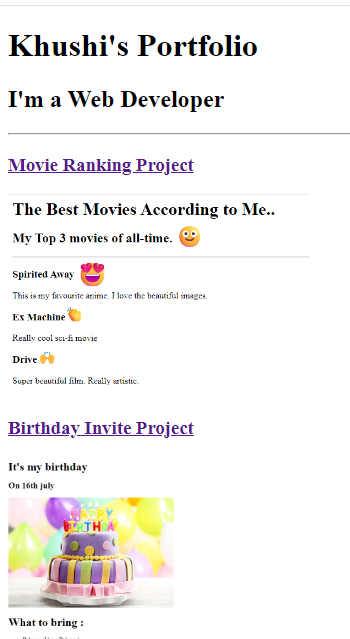 Khushi's Portfolio
I'm a Web Developer
Movie Ranking Project
The Best Movies According to Me..
My Top 3 movies of all-time.
Spirited Away
This is my favourite anime. I love the beautiful images.
Ex Machine
Really cool sci-fi movie
Drive
Super beautiful film. Really artistic.
Birthday Invite Project
It's my birthday
On 16th july
HAPPY
BIRTHDAY
What to bring :